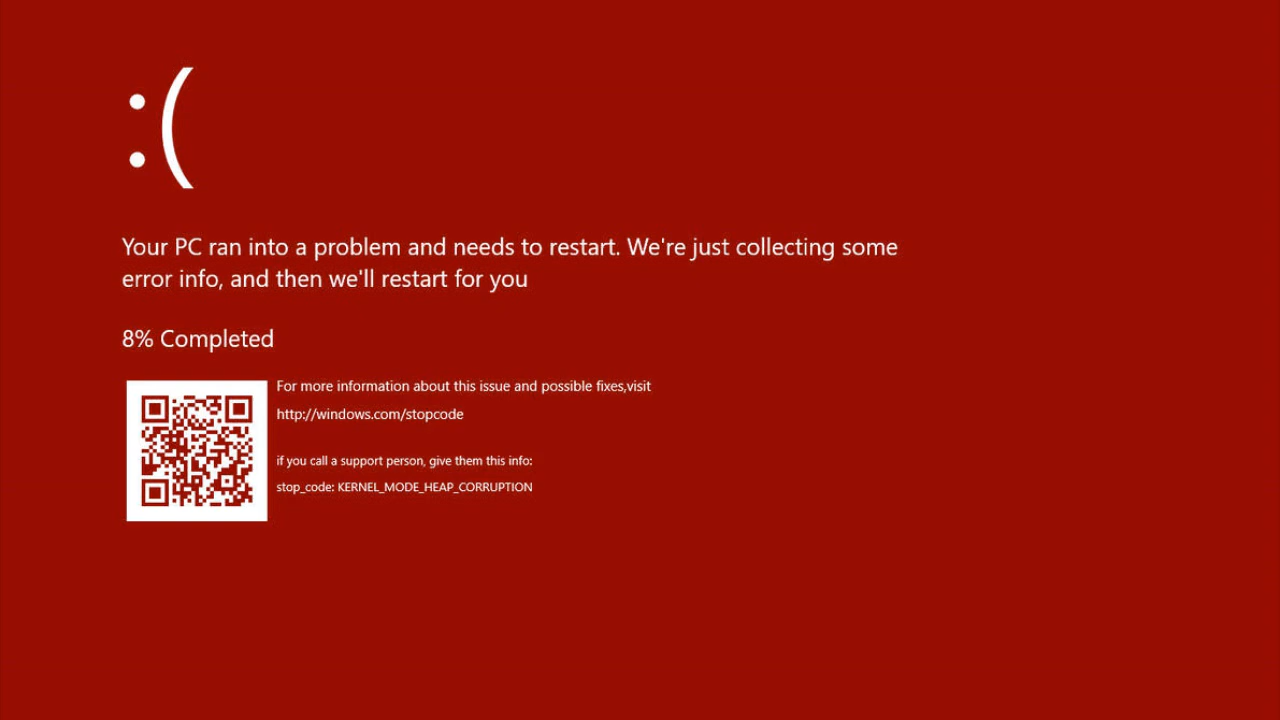 :(
Your PC ran into a problem and needs to restart. We're just collecting some
error info, and then we'll restart for you
8% Completed
For more information about this issue and possible fixes,visit
http://windows.com/stopcode
if you call a support person, give them this info:
stop_code: KERNEL_MODE_HEAP_CORRUPTION